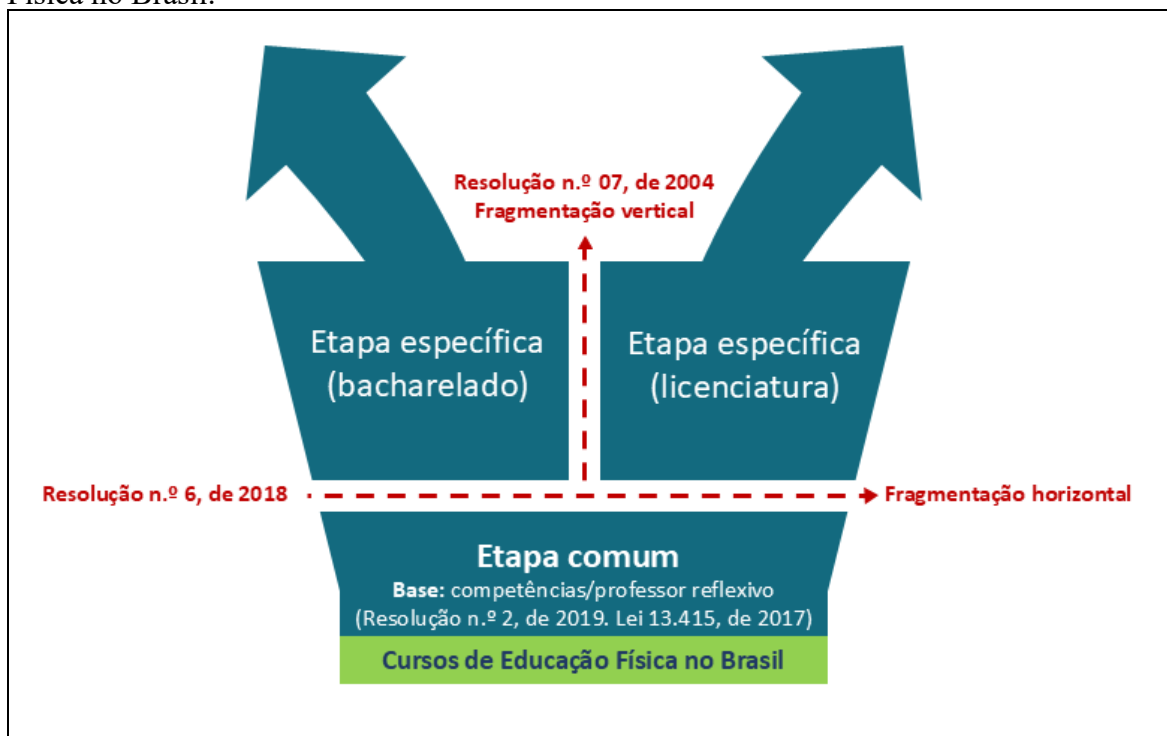 Física no Brasil.
Resolução n.º 07, de 2004
Fragmentação vertical
Etapa específica
(bacharelado)
Etapa específica
(licenciatura)
Resolução n.º 6, de 2018
Fragmentação horizontal
Etapa comum
Base: competências/professor reflexivo
(Resolução n.º 2, de 2019. Lei 13.415, de 2017)
Cursos de Educação Física no Brasil